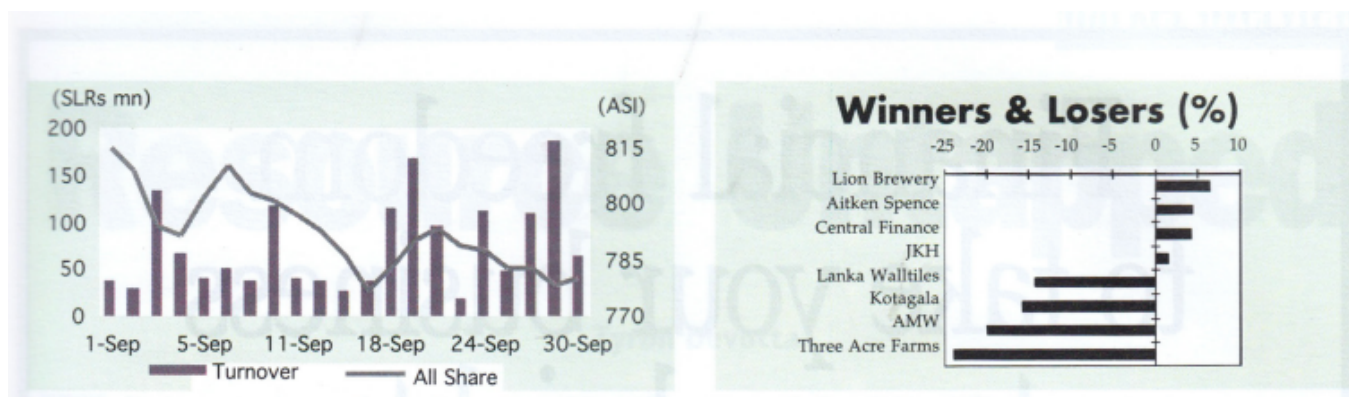 (SLRs mn)
(ASI)
200
150
100
50
0
815
800
785
770
1-Sep 5-Sep 11-Sep 18-Sep 24-Sep 30-Sep
Turnover All Share
Winners & Losers (%)
-25 -20 -15 -10 -5 0 5 10
Lion Brewery
Aitken Spence
Central Finance
JKH
Lanka Walltiles
Kotagala
AMW
Three Acre Farms